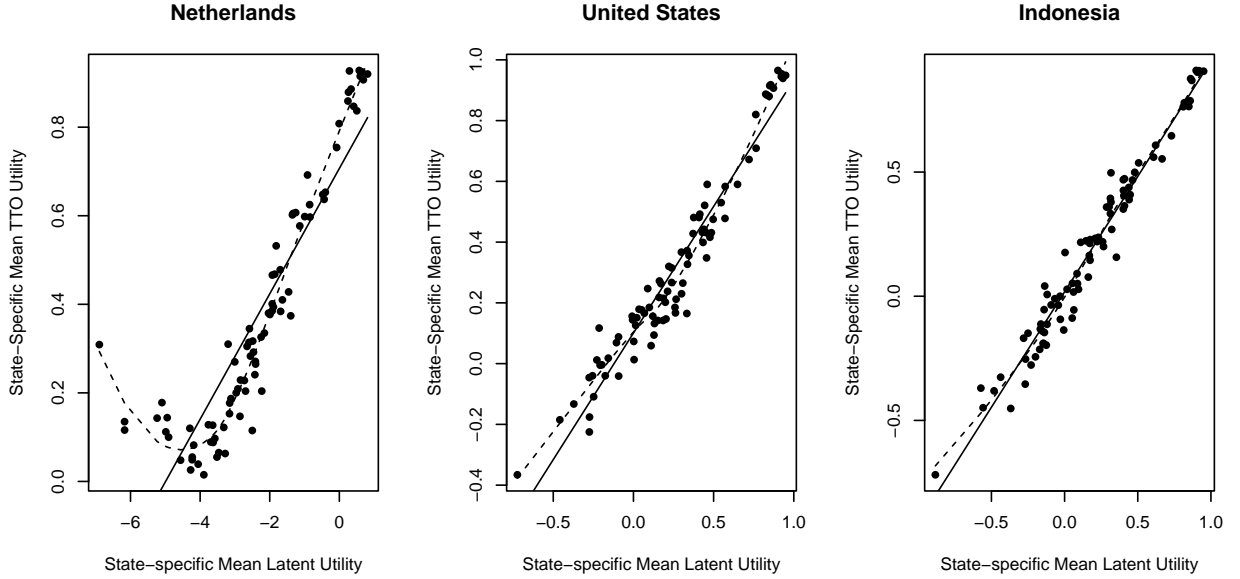 Netherlands
State−Specific Mean TTO Utility
0.0 0.2 0.4 0.6 0.8
−6 −4 −2 0
State−specific Mean Latent Utility
United States
State−Specific Mean TTO Utility
−0.4 −0.2 0.0 0.2 0.4 0.6 0.8 1.0
−0.5 0.0 0.5 1.0
State−specific Mean Latent Utility
Indonesia
State−Specific Mean TTO Utility
−0.5 0.0 0.5
−0.5 0.0 0.5 1.0
State−specific Mean Latent Utility